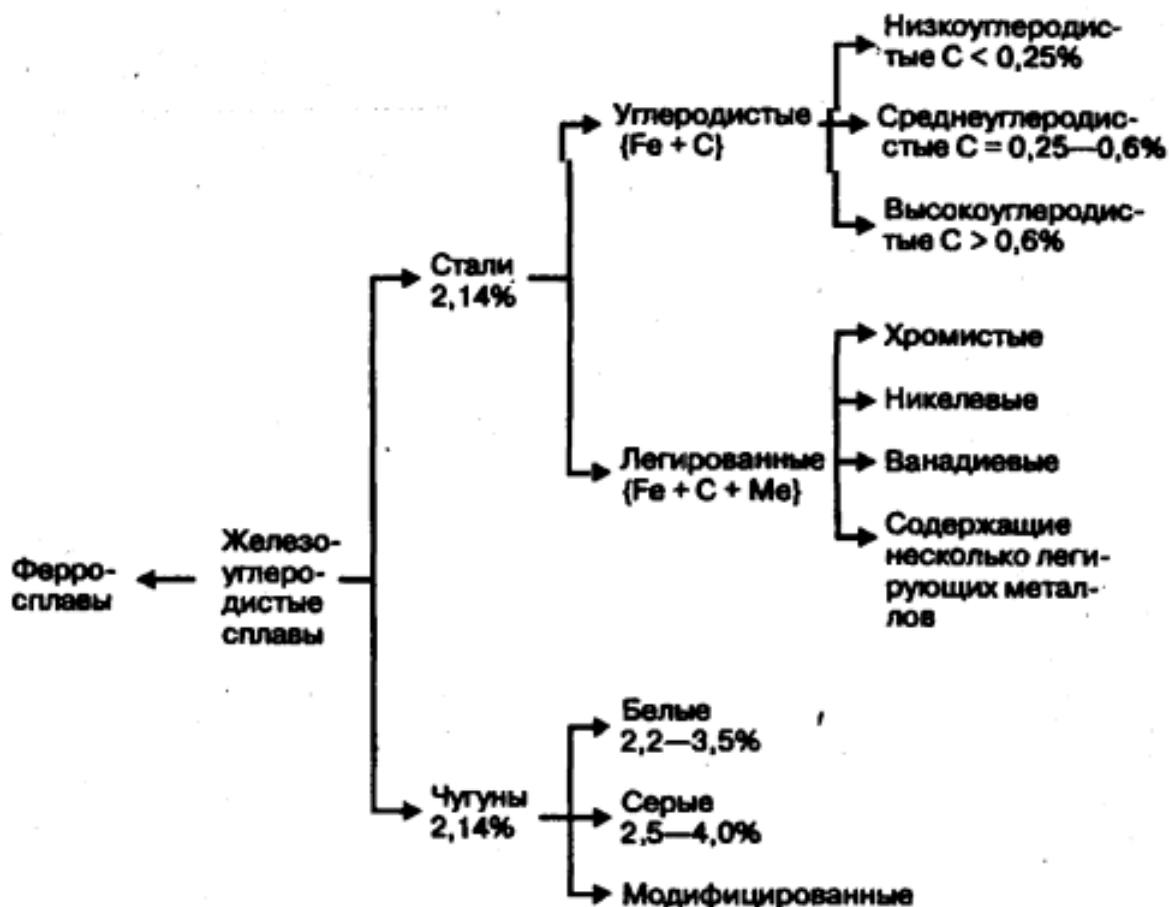 Низкоуглеродис-
тые С < 0,25%
Углеродистые
{Fe + C}
Среднеуглеродис-
стые С = 0,25—0,6%
Высокоуглеродис-
тые С > 0,6%
Стали
2,14%
Хромистые
Никелевые
Легированные
{Fe + C + Me}
Ванадиевые
Содержащие
несколько леги-
рующих метал-
лов
Ферро-
сплавы
Железо-
углеро-
дистые
сплавы
Белые
2,2—3,5%
Чугуны
2,14%
Серые
2,5—4,0%
Модифицированные